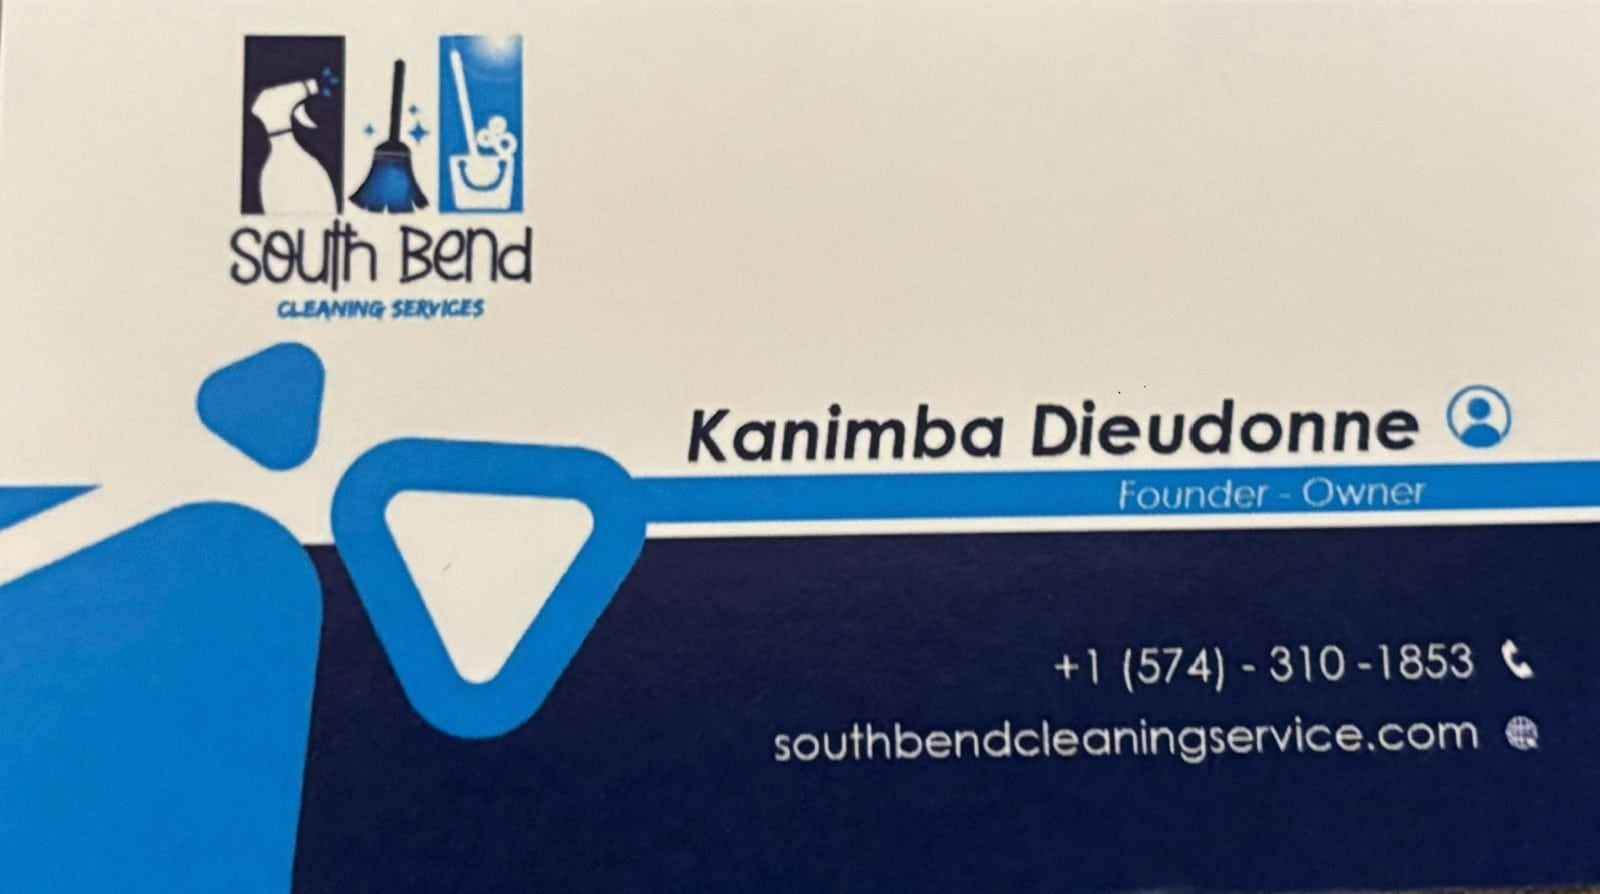 South Bend
CLEANING SERVICES
Kanimba Dieudonne
Founder - Owner
+1 (574) - 310 -1853
southbendcleaningservice.com